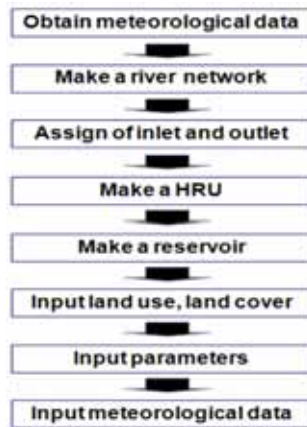 Obtain meteorological data
Make a river network
Assign of inlet and outlet
Make a HRU
Make a reservoir
Input land use, land cover
Input parameters
Input meteorological data